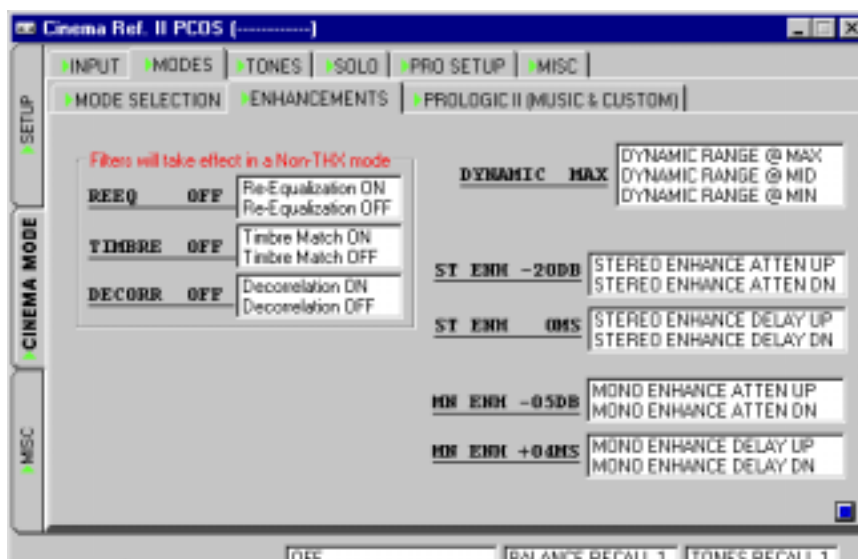 Cinema Ref. II PCOS (-------------)
INPUT MODES TONES SOLO PRO SETUP MISC
MODE SELECTION ENHANCEMENTS PROLOGIC II (MUSIC & CUSTOM)
SETUP
CINEMA MODE
MISC
Filters will take effect in a Non-THX mode
REEQ OFF
Re-Equalization ON
Re-Equalization OFF
TIMBRE OFF
Timbre Match ON
Timbre Match OFF
DECORR OFF
Decorrelation ON
Decorrelation OFF
DYNAMIC MAX
DYNAMIC RANGE @ MAX
DYNAMIC RANGE @ MID
DYNAMIC RANGE @ MIN
ST ENH -20DB
STEREO ENHANCE ATTEN UP
STEREO ENHANCE ATTEN DN
ST ENH 0MS
STEREO ENHANCE DELAY UP
STEREO ENHANCE DELAY DN
MN ENH -05DB
MONO ENHANCE ATTEN UP
MONO ENHANCE ATTEN DN
MN ENH +04MS
MONO ENHANCE DELAY UP
MONO ENHANCE DELAY DN
OFF BALANCE RECALL 1 TONES RECALL 1